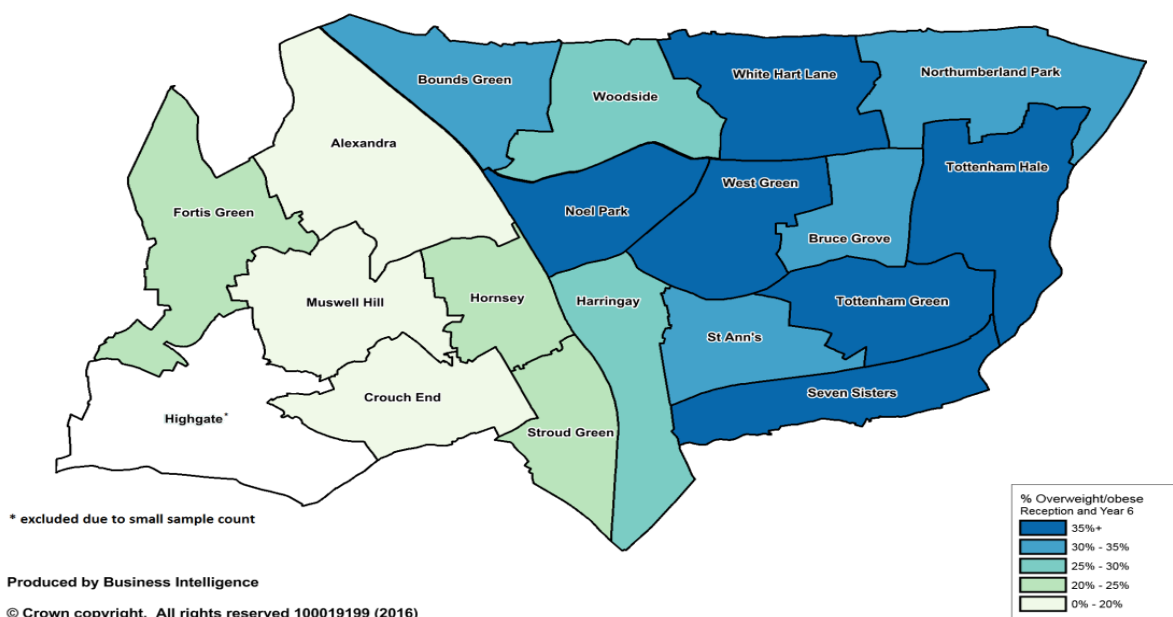 Bounds Green
Woodside
White Hart Lane
Northumberland Park
Alexandra
Fortis Green
Noel Park
West Green
Tottenham Hale
Bruce Grove
Muswell Hill
Hornsey
Harringay
Tottenham Green
St Ann's
Crouch End
Seven Sisters
Highgate*
Stroud Green
* excluded due to small sample count
Produced by Business Intelligence
© Crown copyright. All rights reserved 100019199 (2016)
% Overweight/obese
Reception and Year 6
35%+
30% - 35%
25% - 30%
20% - 25%
0% - 20%